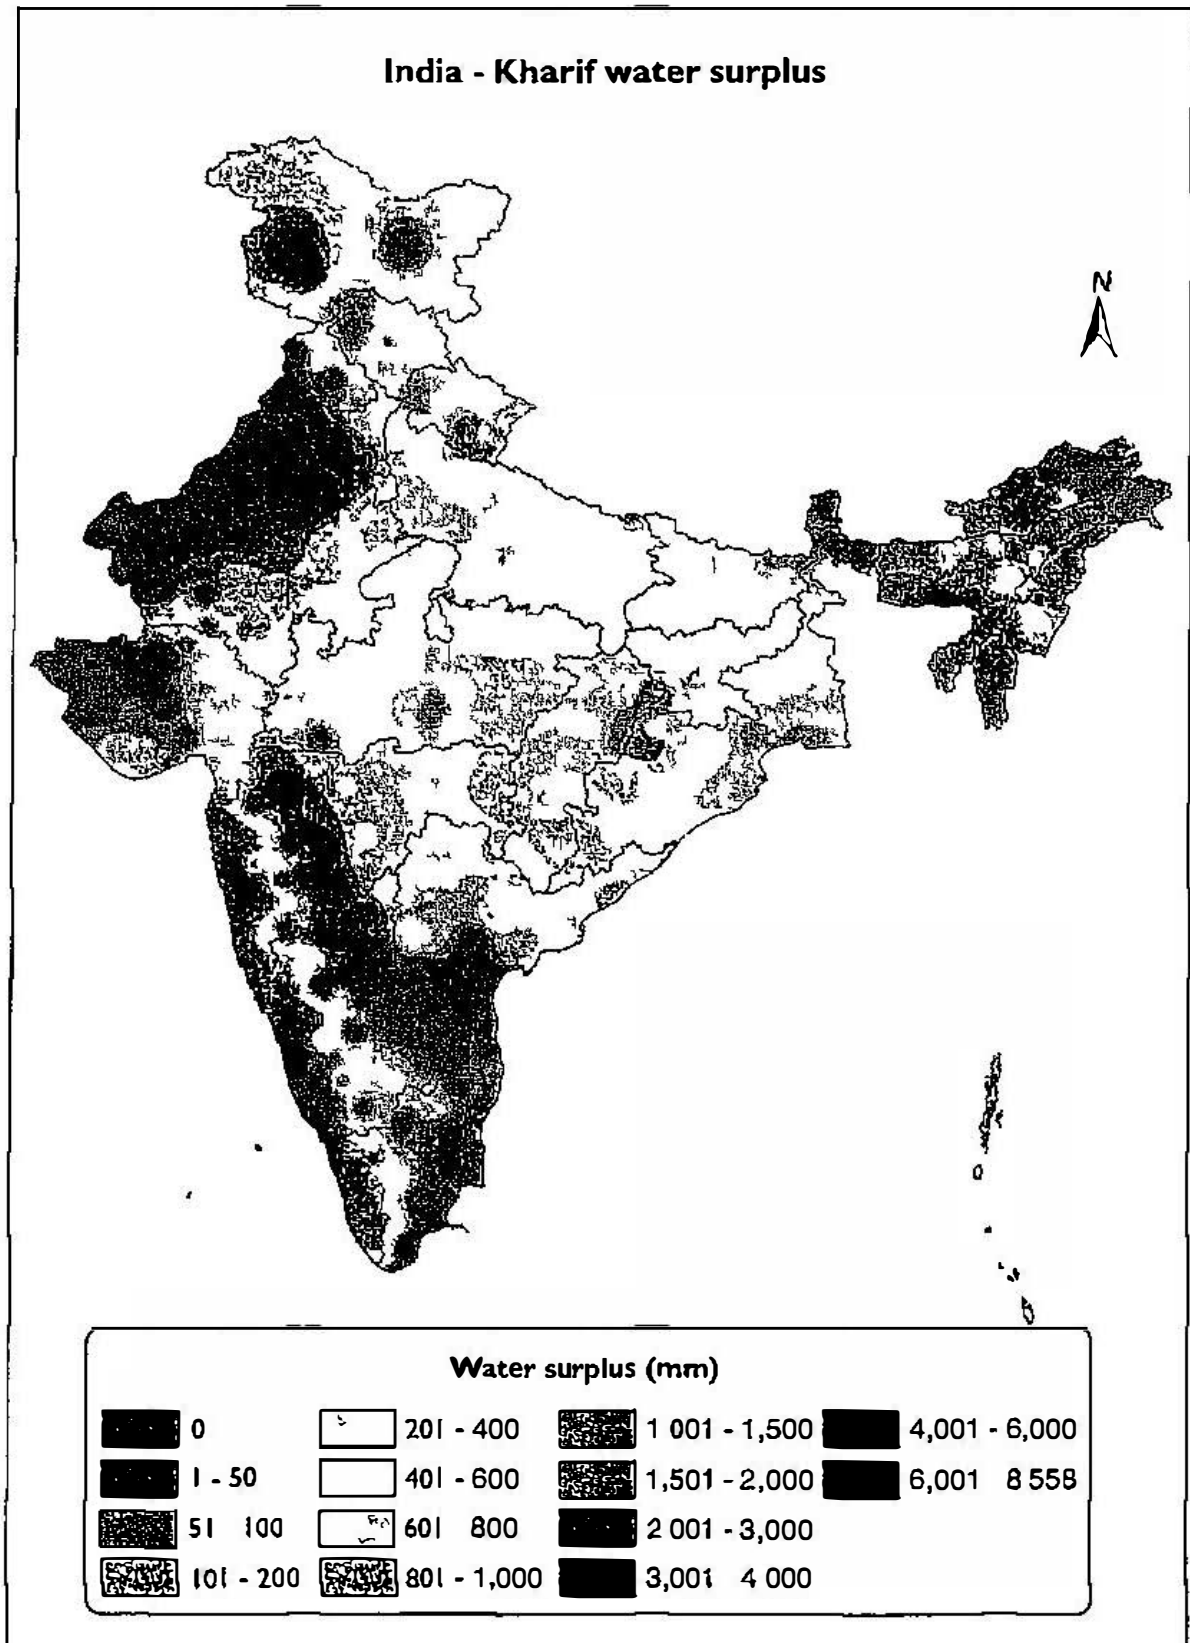 India - Kharif water surplus
N
Water surplus (mm)
0
1 - 50
51 100
101 - 200
201 - 400
401 - 600
601 800
801 - 1,000
1 001 - 1,500
1,501 - 2,000
2 001 - 3,000
3,001 4 000
4,001 - 6,000
6,001 8 558